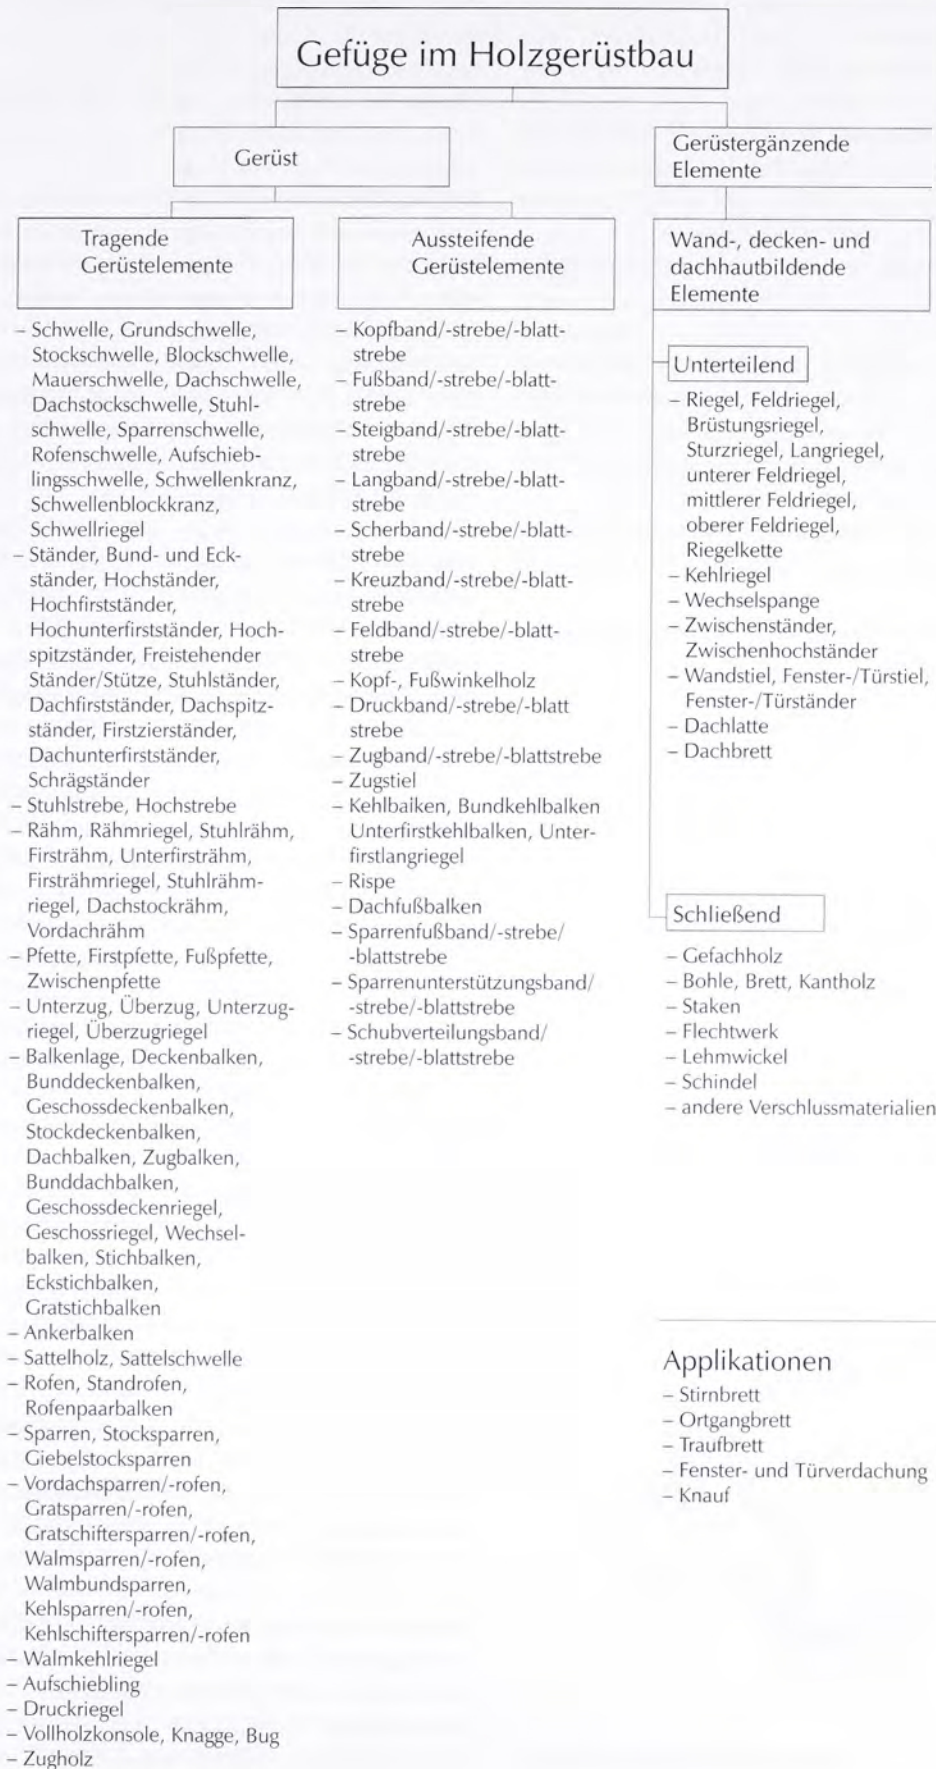 Gefüge im Holzgerüstbau
Gerüst
Gerüstergänzende
Elemente
Tragende
Gerüstelemente
Aussteifende
Gerüstelemente
Wand-, decken- und
dachhautbildende
Elemente
– Schwelle, Grundschwelle,
Stockschwelle, Blockschwelle,
Mauerschwelle, Dachschwelle,
Dachstockschwelle, Stuhl-
schwelle, Sparrenschwelle,
Rofenschwelle, Aufschieb-
lingsschwelle, Schwellenkranz,
Schwellenblockkranz,
Schwellriegel
– Ständer, Bund- und Eck-
ständer, Hochständer,
Hochfirstständer,
Hochunterfirstständer, Hoch-
spitzständer, Freistehender
Ständer/Stütze, Stuhlständer,
Dachfirstständer, Dachspitz-
ständer, Firstzierständer,
Dachunterfirstständer,
Schrägständer
– Stuhlstrebe, Hochstrebe
– Rähm, Rähmriegel, Stuhlrähm,
Firsträhm, Unterfirsträhm,
Firsträhmriegel, Stuhlrähm-
riegel, Dachstockrähm,
Vordachrähm
– Pfette, Firstpfette, Fußpfette,
Zwischenpfette
– Unterzug, Überzug, Unterzug-
riegel, Überzugriegel
– Balkenlage, Deckenbalken,
Bunddeckenbalken,
Geschossdeckenbalken,
Stockdeckenbalken,
Dachbalken, Zugbalken,
Bunddachbalken,
Geschossdeckenriegel,
Geschossriegel, Wechsel-
balken, Stichbalken,
Eckstichbalken,
Gratstichbalken
– Ankerbalken
– Sattelholz, Sattelschwelle
– Rofen, Standrofen,
Rofenpaarbalken
– Sparren, Stocksparren,
Giebelstocksparren
– Vordachsparren/-rofen,
Gratsparren/-rofen,
Gratschiftersparren/-rofen,
Walmsparren/-rofen,
Walmbundsparren,
Kehlsparren/-rofen,
Kehlschiftersparren/-rofen
– Walmkehlriegel
– Aufschiebling
– Druckriegel
– Vollholzkonsole, Knagge, Bug
– Zugholz
– Kopfband/-strebe/-blatt-
strebe
– Fußband/-strebe/-blatt-
strebe
– Steigband/-strebe/-blatt-
strebe
– Langband/-strebe/-blatt-
strebe
– Scherband/-strebe/-blatt-
strebe
– Kreuzband/-strebe/-blatt-
strebe
– Feldband/-strebe/-blatt-
strebe
– Kopf-, Fußwinkelholz
– Druckband/-strebe/-blatt
strebe
– Zugband/-strebe/-blattstrebe
– Zugstiel
– Kehlbalken, Bundkehlbalken
Unterfirstkehlbalken, Unter-
firstlangriegel
– Rispe
– Dachfußbalken
– Sparrenfußband/-strebe/
-blattstrebe
– Sparrenunterstützungsband/
-strebe/-blattstrebe
– Schubverteilungsband/
-strebe/-blattstrebe
Unterteilend
– Riegel, Feldriegel,
Brüstungsriegel,
Sturzriegel, Langriegel,
unterer Feldriegel,
mittlerer Feldriegel,
oberer Feldriegel,
Riegelkette
– Kehlriegel
– Wechselspange
– Zwischenständer,
Zwischenhochständer
– Wandstiel, Fenster-/Türstiel,
Fenster-/Türständer
– Dachlatte
– Dachbrett
Schließend
– Gefachholz
– Bohle, Brett, Kantholz
– Staken
– Flechtwerk
– Lehmwickel
– Schindel
– andere Verschlussmaterialien
Applikationen
– Stirnbrett
– Ortgangbrett
– Traufbrett
– Fenster- und Türverdachung
– Knauf